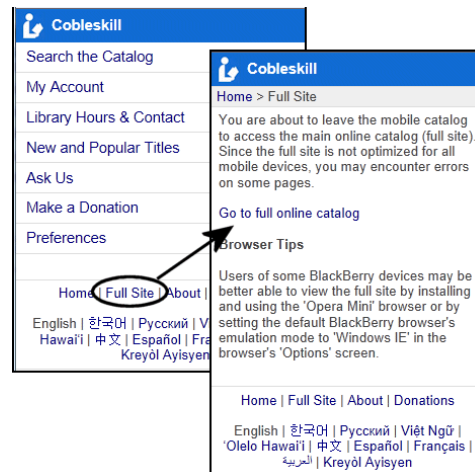 Cobleskill
Search the Catalog
My Account
Library Hours & Contact
New and Popular Titles
Ask Us
Make a Donation
Preferences
Home | Full Site | About |
English | 한국어 | Русский | V
Hawai'i | 中文 | Español | Fra
Kreyòl Ayisyen
Cobleskill
Home > Full Site
You are about to leave the mobile catalog
to access the main online catalog (full site).
Since the full site is not optimized for all
mobile devices, you may encounter errors
on some pages.
Go to full online catalog
Browser Tips
Users of some BlackBerry devices may be
better able to view the full site by installing
and using the 'Opera Mini' browser or by
setting the default BlackBerry browser's
emulation mode to 'Windows IE' in the
browser's 'Options' screen.
Home | Full Site | About | Donations
English | 한국어 | Русский | Việt Ngữ |
'Olelo Hawai'i | 中文 | Español | Français |
العربية | Kreyòl Ayisyen